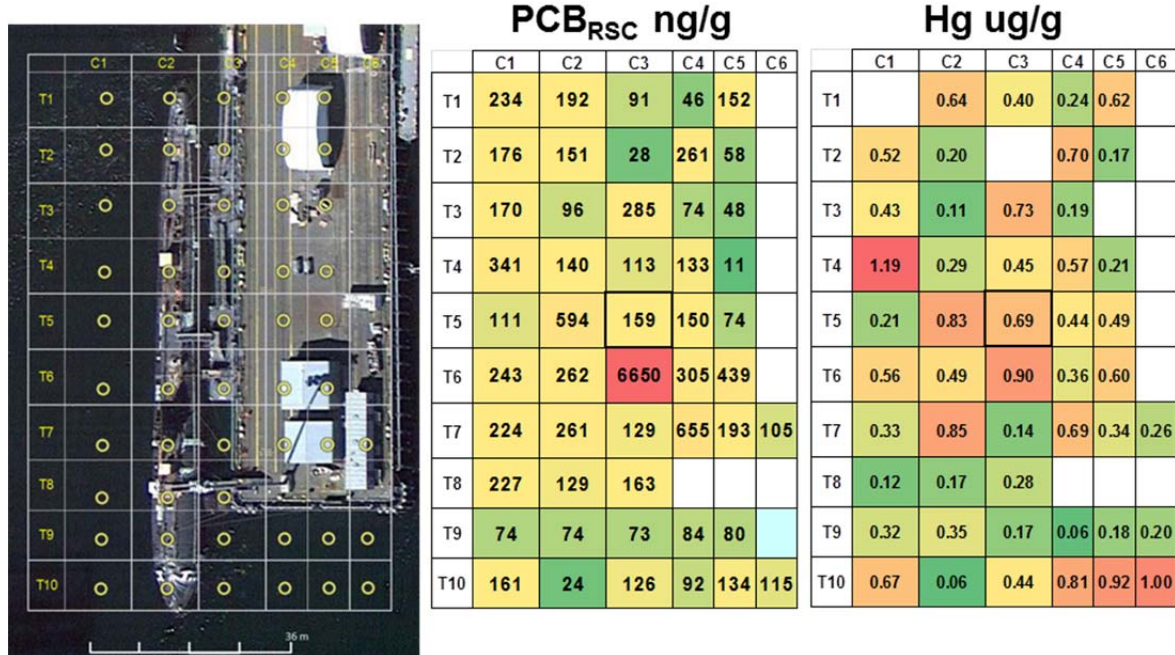 PCB_RSC ng/g
Hg ug/g
C1 C2 C3 C4 C5 C6
T1
T2
T3
T4
T5
T6
T7
T8
T9
T10
36 m
C1 C2 C3 C4 C5 C6
T1 234 192 91 46 152
T2 176 151 28 261 58
T3 170 96 285 74 48
T4 341 140 113 133 11
T5 111 594 159 150 74
T6 243 262 6650 305 439
T7 224 261 129 655 193 105
T8 227 129 163
T9 74 74 73 84 80
T10 161 24 126 92 134 115
C1 C2 C3 C4 C5 C6
T1 0.64 0.40 0.24 0.62
T2 0.52 0.20 0.70 0.17
T3 0.43 0.11 0.73 0.19
T4 1.19 0.29 0.45 0.57 0.21
T5 0.21 0.83 0.69 0.44 0.49
T6 0.56 0.49 0.90 0.36 0.60
T7 0.33 0.85 0.14 0.69 0.34 0.26
T8 0.12 0.17 0.28
T9 0.32 0.35 0.17 0.06 0.18 0.20
T10 0.67 0.06 0.44 0.81 0.92 1.00